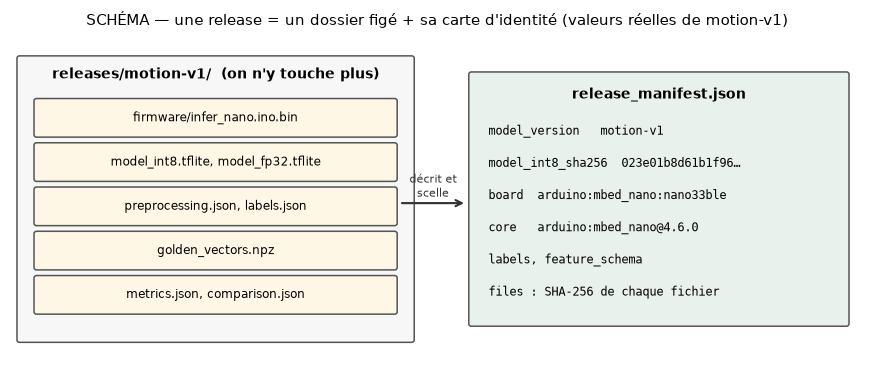 SCHÉMA — une release = un dossier figé + sa carte d'identité (valeurs réelles de motion-v1)
releases/motion-v1/ (on n'y touche plus)
firmware/infer_nano.ino.bin
model_int8.tflite, model_fp32.tflite
preprocessing.json, labels.json
golden_vectors.npz
metrics.json, comparison.json
décrit et
scelle
release_manifest.json
model_version motion-v1
model_int8_sha256 023e01b8d61b1f96…
board arduino:mbed_nano:nano33ble
core arduino:mbed_nano@4.6.0
labels, feature_schema
files : SHA-256 de chaque fichier